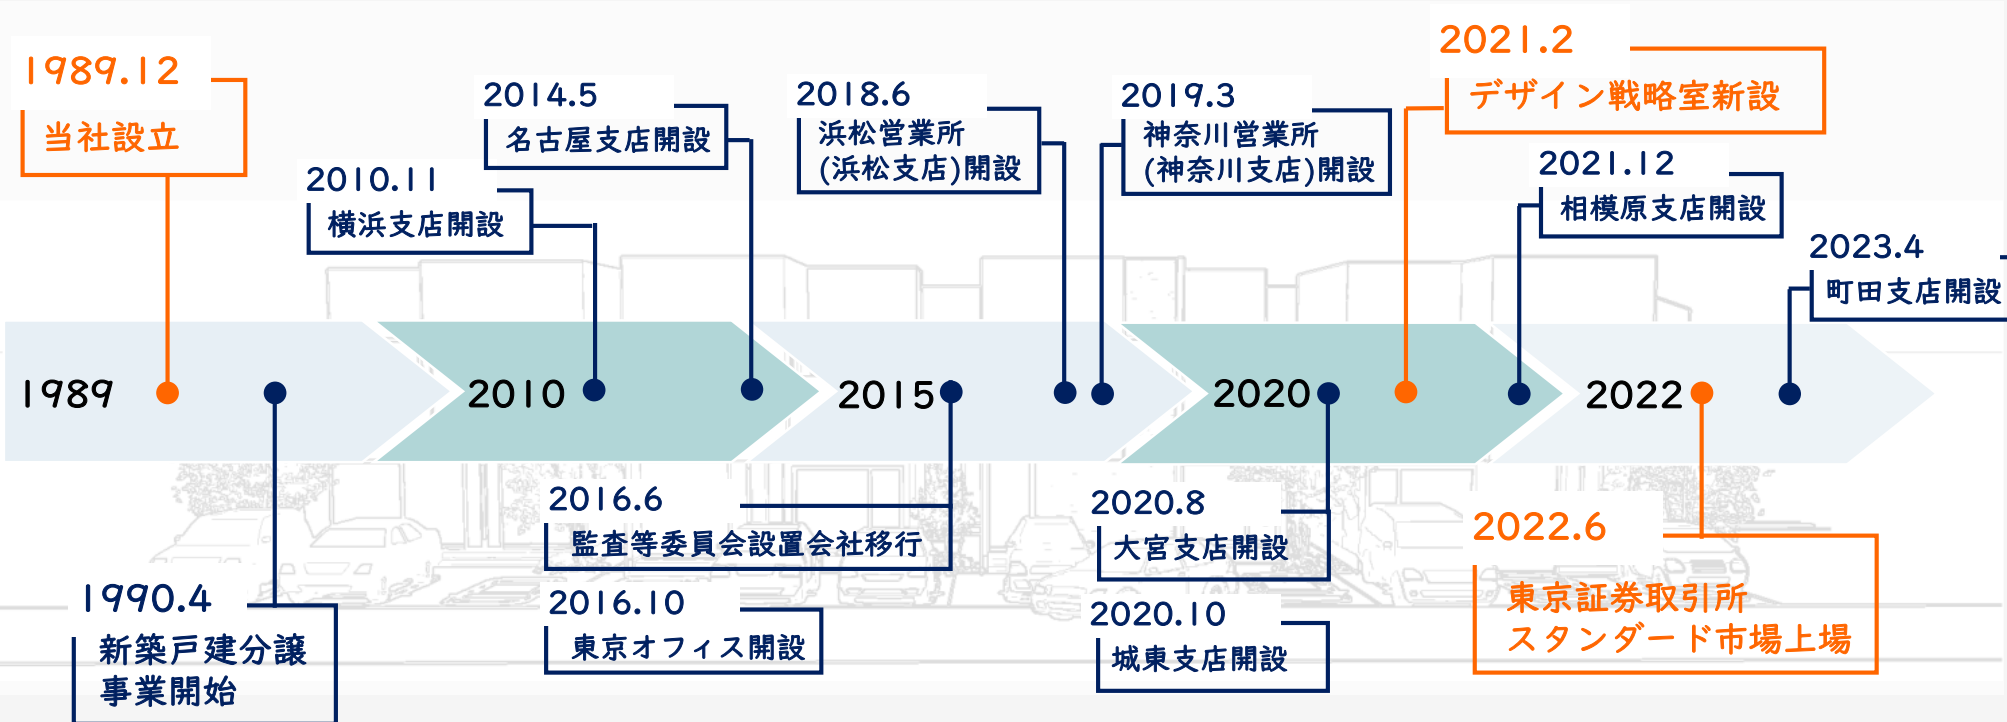 1989.12
当社設立
2010.11
横浜支店開設
2014.5
名古屋支店開設
2018.6
浜松営業所
(浜松支店)開設
2019.3
神奈川営業所
(神奈川支店)開設
2021.2
デザイン戦略室新設
2021.12
相模原支店開設
2023.4
町田支店開設
1989
2010
2015
2020
2022
1990.4
新築戸建分譲
事業開始
2016.6
監査等委員会設置会社移行
2016.10
東京オフィス開設
2020.8
大宮支店開設
2020.10
城東支店開設
2022.6
東京証券取引所
スタンダード市場上場